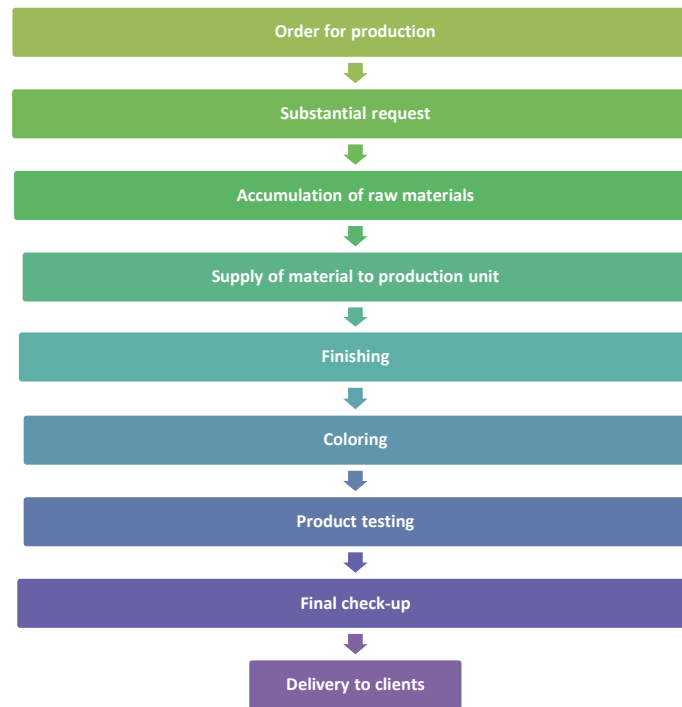 Order for production
Substantial request
Accumulation of raw materials
Supply of material to production unit
Finishing
Coloring
Product testing
Final check-up
Delivery to clients